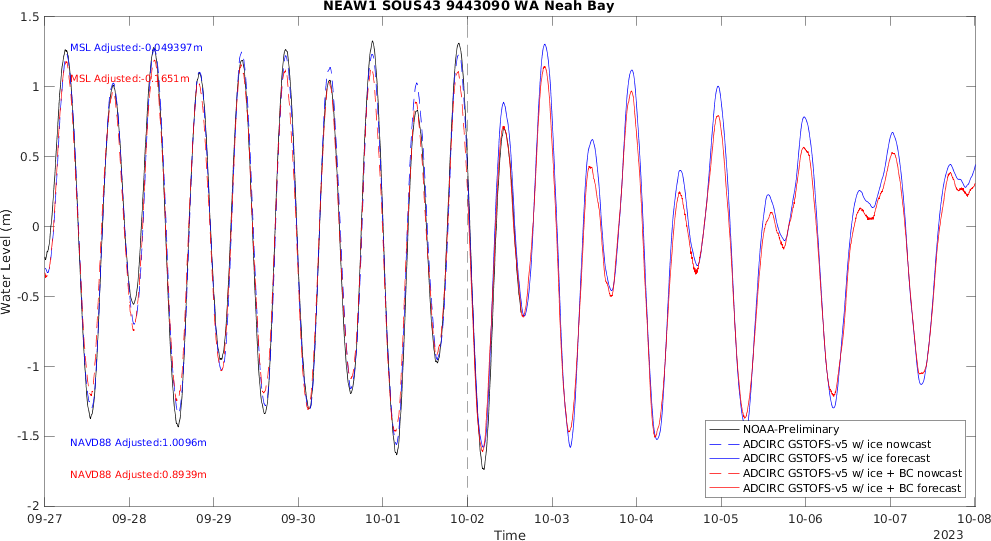 NEAW1 SOUS43 9443090 WA Neah Bay
1.5
1
0.5
0
-0.5
-1
-1.5
-2
Water Level (m)
MSL Adjusted:-0.049397m
MSL Adjusted:-0.1651m
NAVD88 Adjusted:1.0096m
NAVD88 Adjusted:0.8939m
NOAA-Preliminary
ADCIRC GSTOFS-v5 w/ ice nowcast
ADCIRC GSTOFS-v5 w/ ice forecast
ADCIRC GSTOFS-v5 w/ ice + BC nowcast
ADCIRC GSTOFS-v5 w/ ice + BC forecast
09-27 09-28 09-29 09-30 10-01 10-02 10-03 10-04 10-05 10-06 10-07 10-08
Time
2023